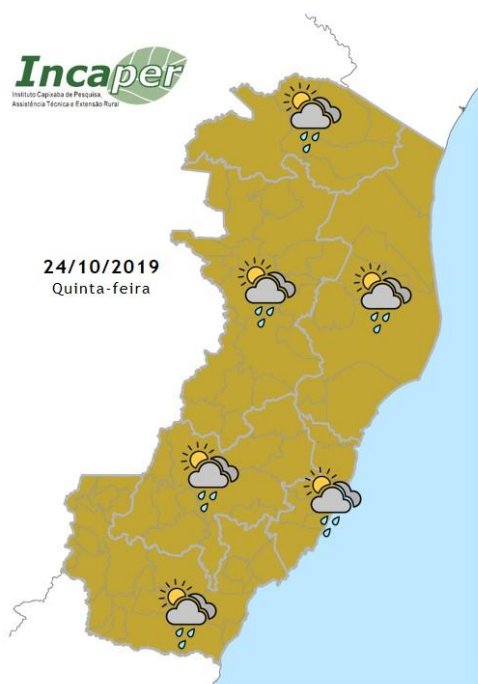 Incaper
Instituto Capixaba de Pesquisa,
Assistência Técnica e Extensão Rural
24/10/2019
Quinta-feira